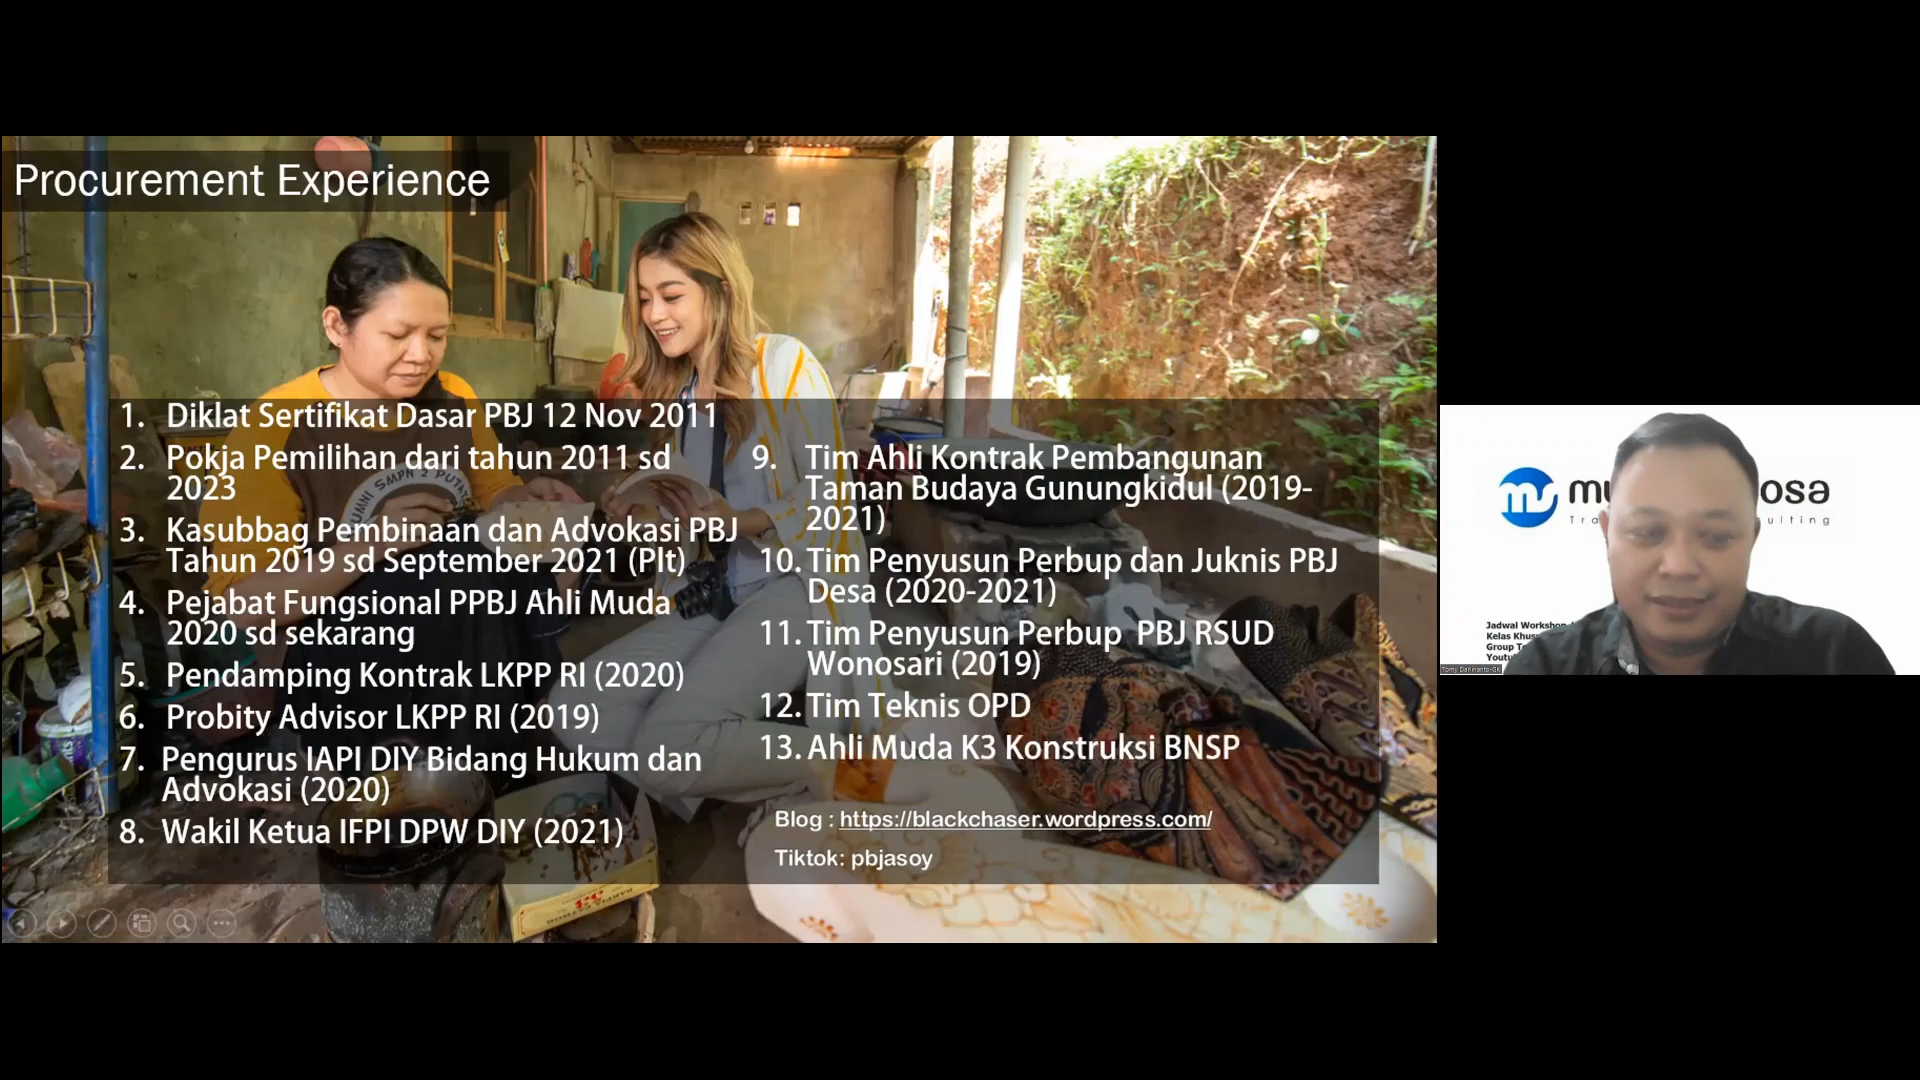 Procurement Experience
1. Diklat Sertifikat Dasar PBJ 12 Nov 2011
2. Pokja Pemilihan dari tahun 2011 sd
2023
3. Kasubbag Pembinaan dan Advokasi PBJ
Tahun 2019 sd September 2021 (Plt)
4. Pejabat Fungsional PPBJ Ahli Muda
2020 sd sekarang
5. Pendamping Kontrak LKPP RI (2020)
6. Probity Advisor LKPP RI (2019)
7. Pengurus IAPI DIY Bidang Hukum dan
Advokasi (2020)
8. Wakil Ketua IFPI DPW DIY (2021)
9. Tim Ahli Kontrak Pembangunan
Taman Budaya Gunungkidul (2019-
2021)
10. Tim Penyusun Perbup dan Juknis PBJ
Desa (2020-2021)
11. Tim Penyusun Perbup PBJ RSUD
Wonosari (2019)
12. Tim Teknis OPD
13. Ahli Muda K3 Konstruksi BNSP
Blog : https://blackchaser.wordpress.com/
Tiktok: pbjasoy
ALUMNI SMPN 2
Jadwal Workshop
Kelas
Group